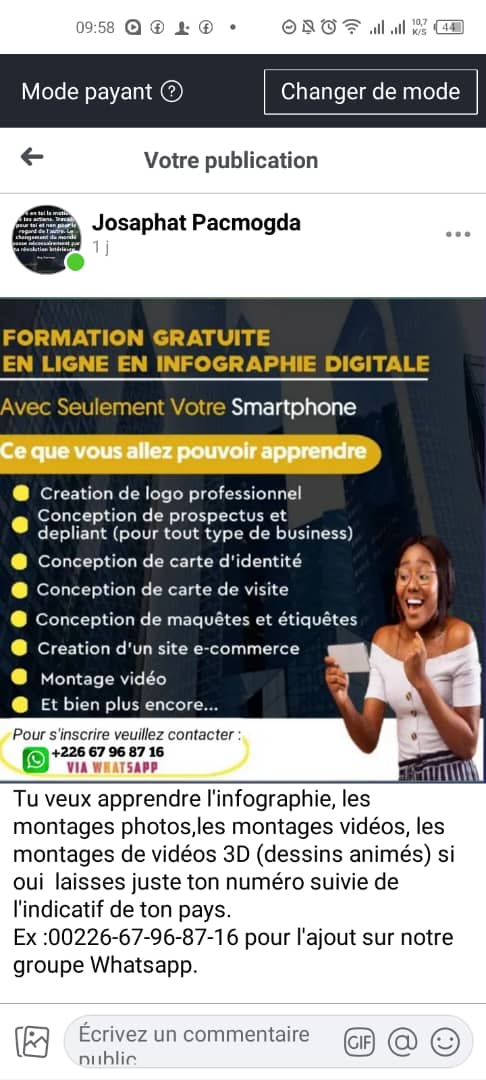 09:58
10,7
K/S
44
Mode payant ?
Changer de mode
Votre publication
Josaphat Pacmogda
1 j
FORMATION GRATUITE
EN LIGNE EN INFOGRAPHIE DIGITALE
Avec Seulement Votre Smartphone
Ce que vous allez pouvoir apprendre
Creation de logo professionnel
Conception de prospectus et
depliant (pour tout type de business)
Conception de carte d'identité
Conception de carte de visite
Conception de maquêtes et étiquêtes
Creation d'un site e-commerce
Montage vidéo
Et bien plus encore...
Pour s'inscrire veuillez contacter :
+226 67 96 87 16
VIA WHATSAPP
Tu veux apprendre l'infographie, les
montages photos,les montages vidéos, les
montages de vidéos 3D (dessins animés) si
oui laisses juste ton numéro suivie de
l'indicatif de ton pays.
Ex :00226-67-96-87-16 pour l'ajout sur notre
groupe Whatsapp.
Écrivez un commentaire
public
GIF